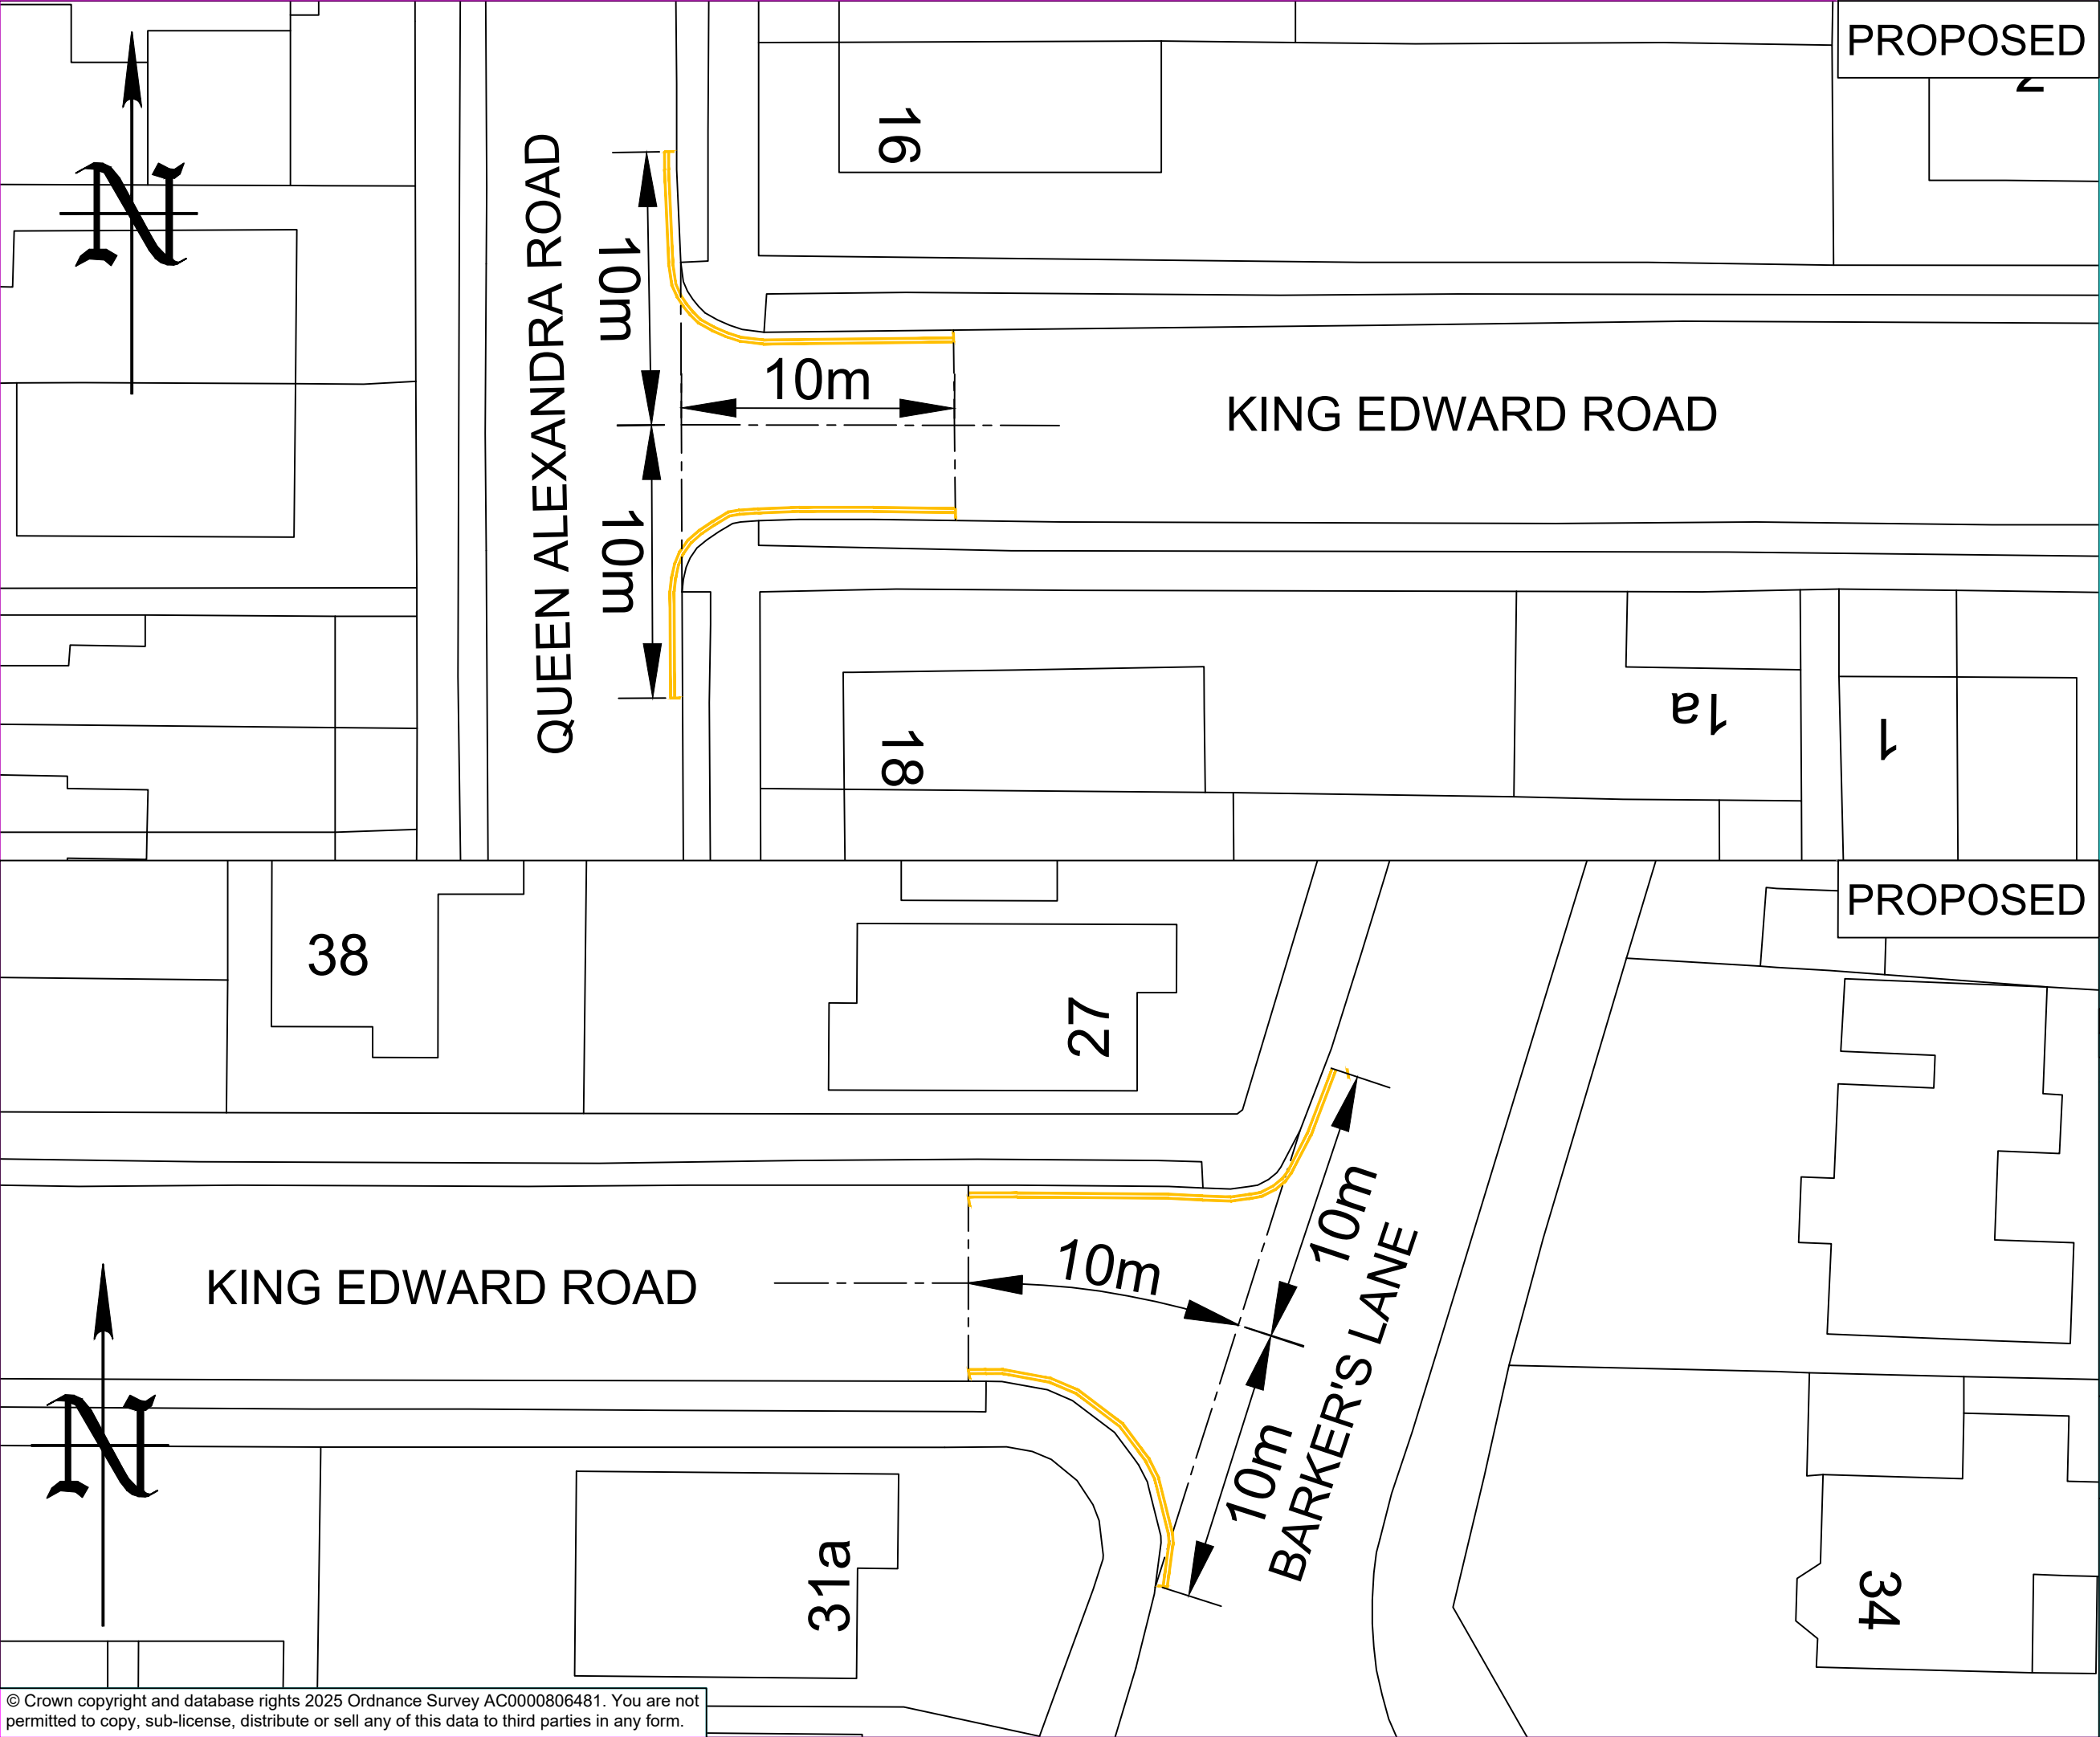 PROPOSED
16
QUEEN ALEXANDRA ROAD
10m
10m
KING EDWARD ROAD
10m
1a
1
18
PROPOSED
38
27
10m
10m
KING EDWARD ROAD
BARKER'S LANE
10m
31a
34
© Crown copyright and database rights 2025 Ordnance Survey AC0000806481. You are not
permitted to copy, sub-license, distribute or sell any of this data to third parties in any form.
N
N